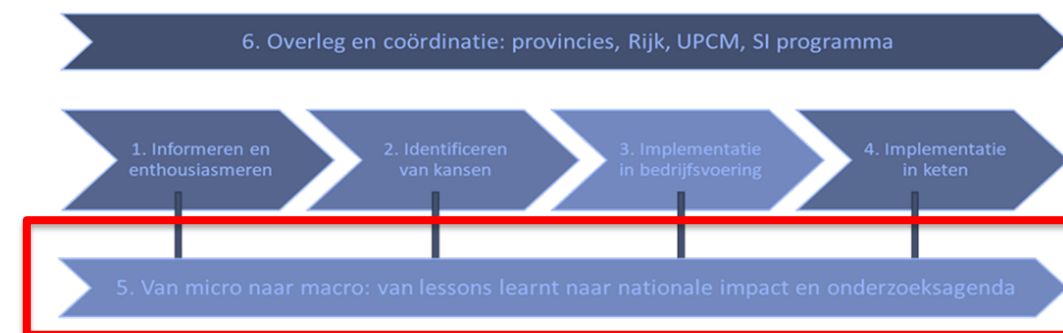 6. Overleg en coördinatie: provincies, Rijk, UPCM, SI programma
1. Informeren en
enthousiasmeren
2. Identificeren
van kansen
3. Implementatie
in bedrijfsvoering
4. Implementatie
in keten
5. Van micro naar macro: van lessons learnt naar nationale impact en onderzoeksagenda